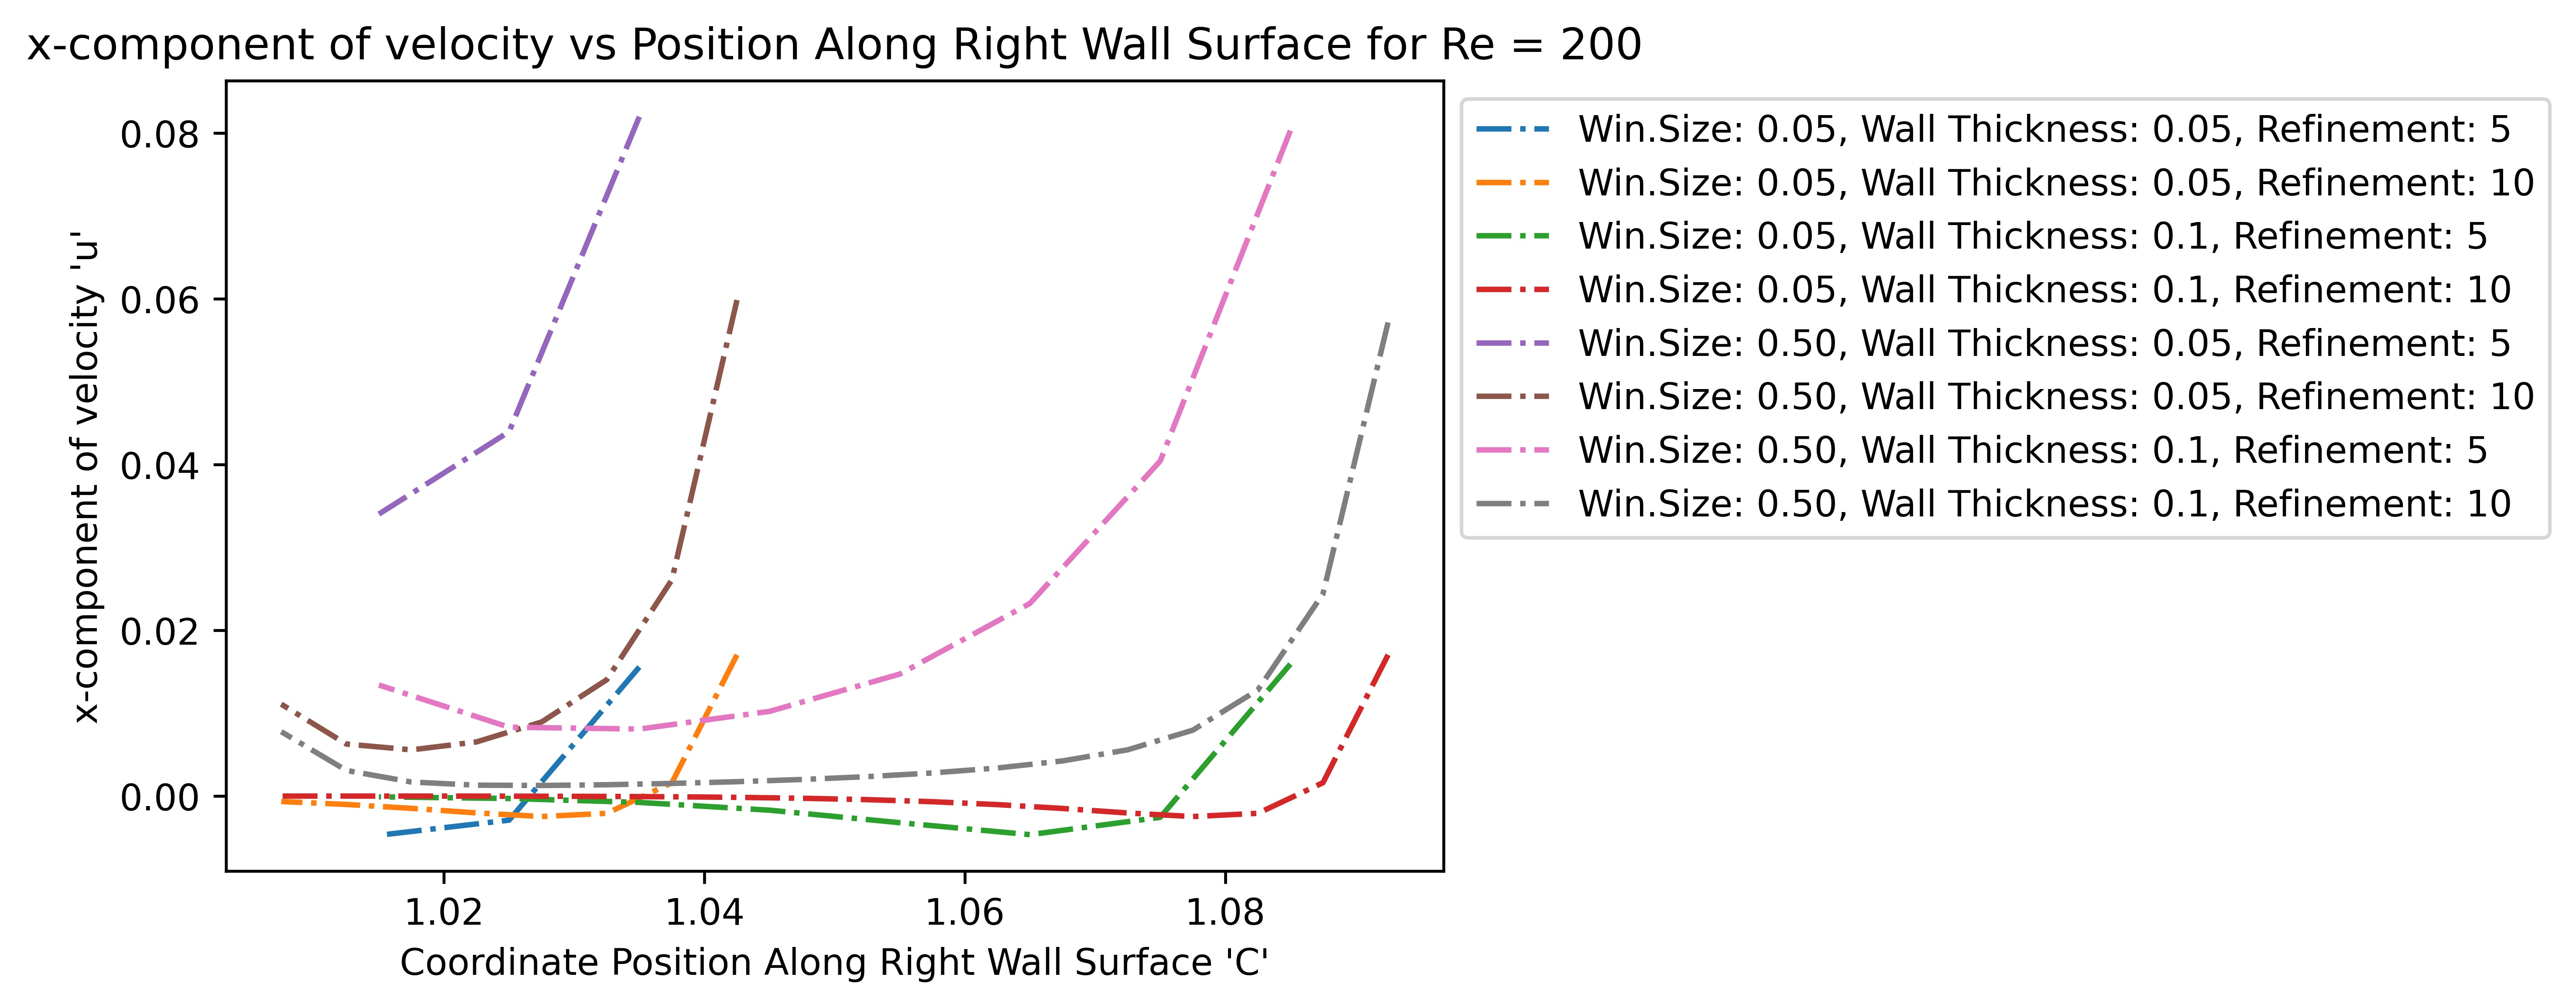 x-component of velocity vs Position Along Right Wall Surface for Re = 200
x-component of velocity 'u'
0.08
0.06
0.04
0.02
0.00
1.02 1.04 1.06 1.08
Coordinate Position Along Right Wall Surface 'C'
Win.Size: 0.05, Wall Thickness: 0.05, Refinement: 5
Win.Size: 0.05, Wall Thickness: 0.05, Refinement: 10
Win.Size: 0.05, Wall Thickness: 0.1, Refinement: 5
Win.Size: 0.05, Wall Thickness: 0.1, Refinement: 10
Win.Size: 0.50, Wall Thickness: 0.05, Refinement: 5
Win.Size: 0.50, Wall Thickness: 0.05, Refinement: 10
Win.Size: 0.50, Wall Thickness: 0.1, Refinement: 5
Win.Size: 0.50, Wall Thickness: 0.1, Refinement: 10